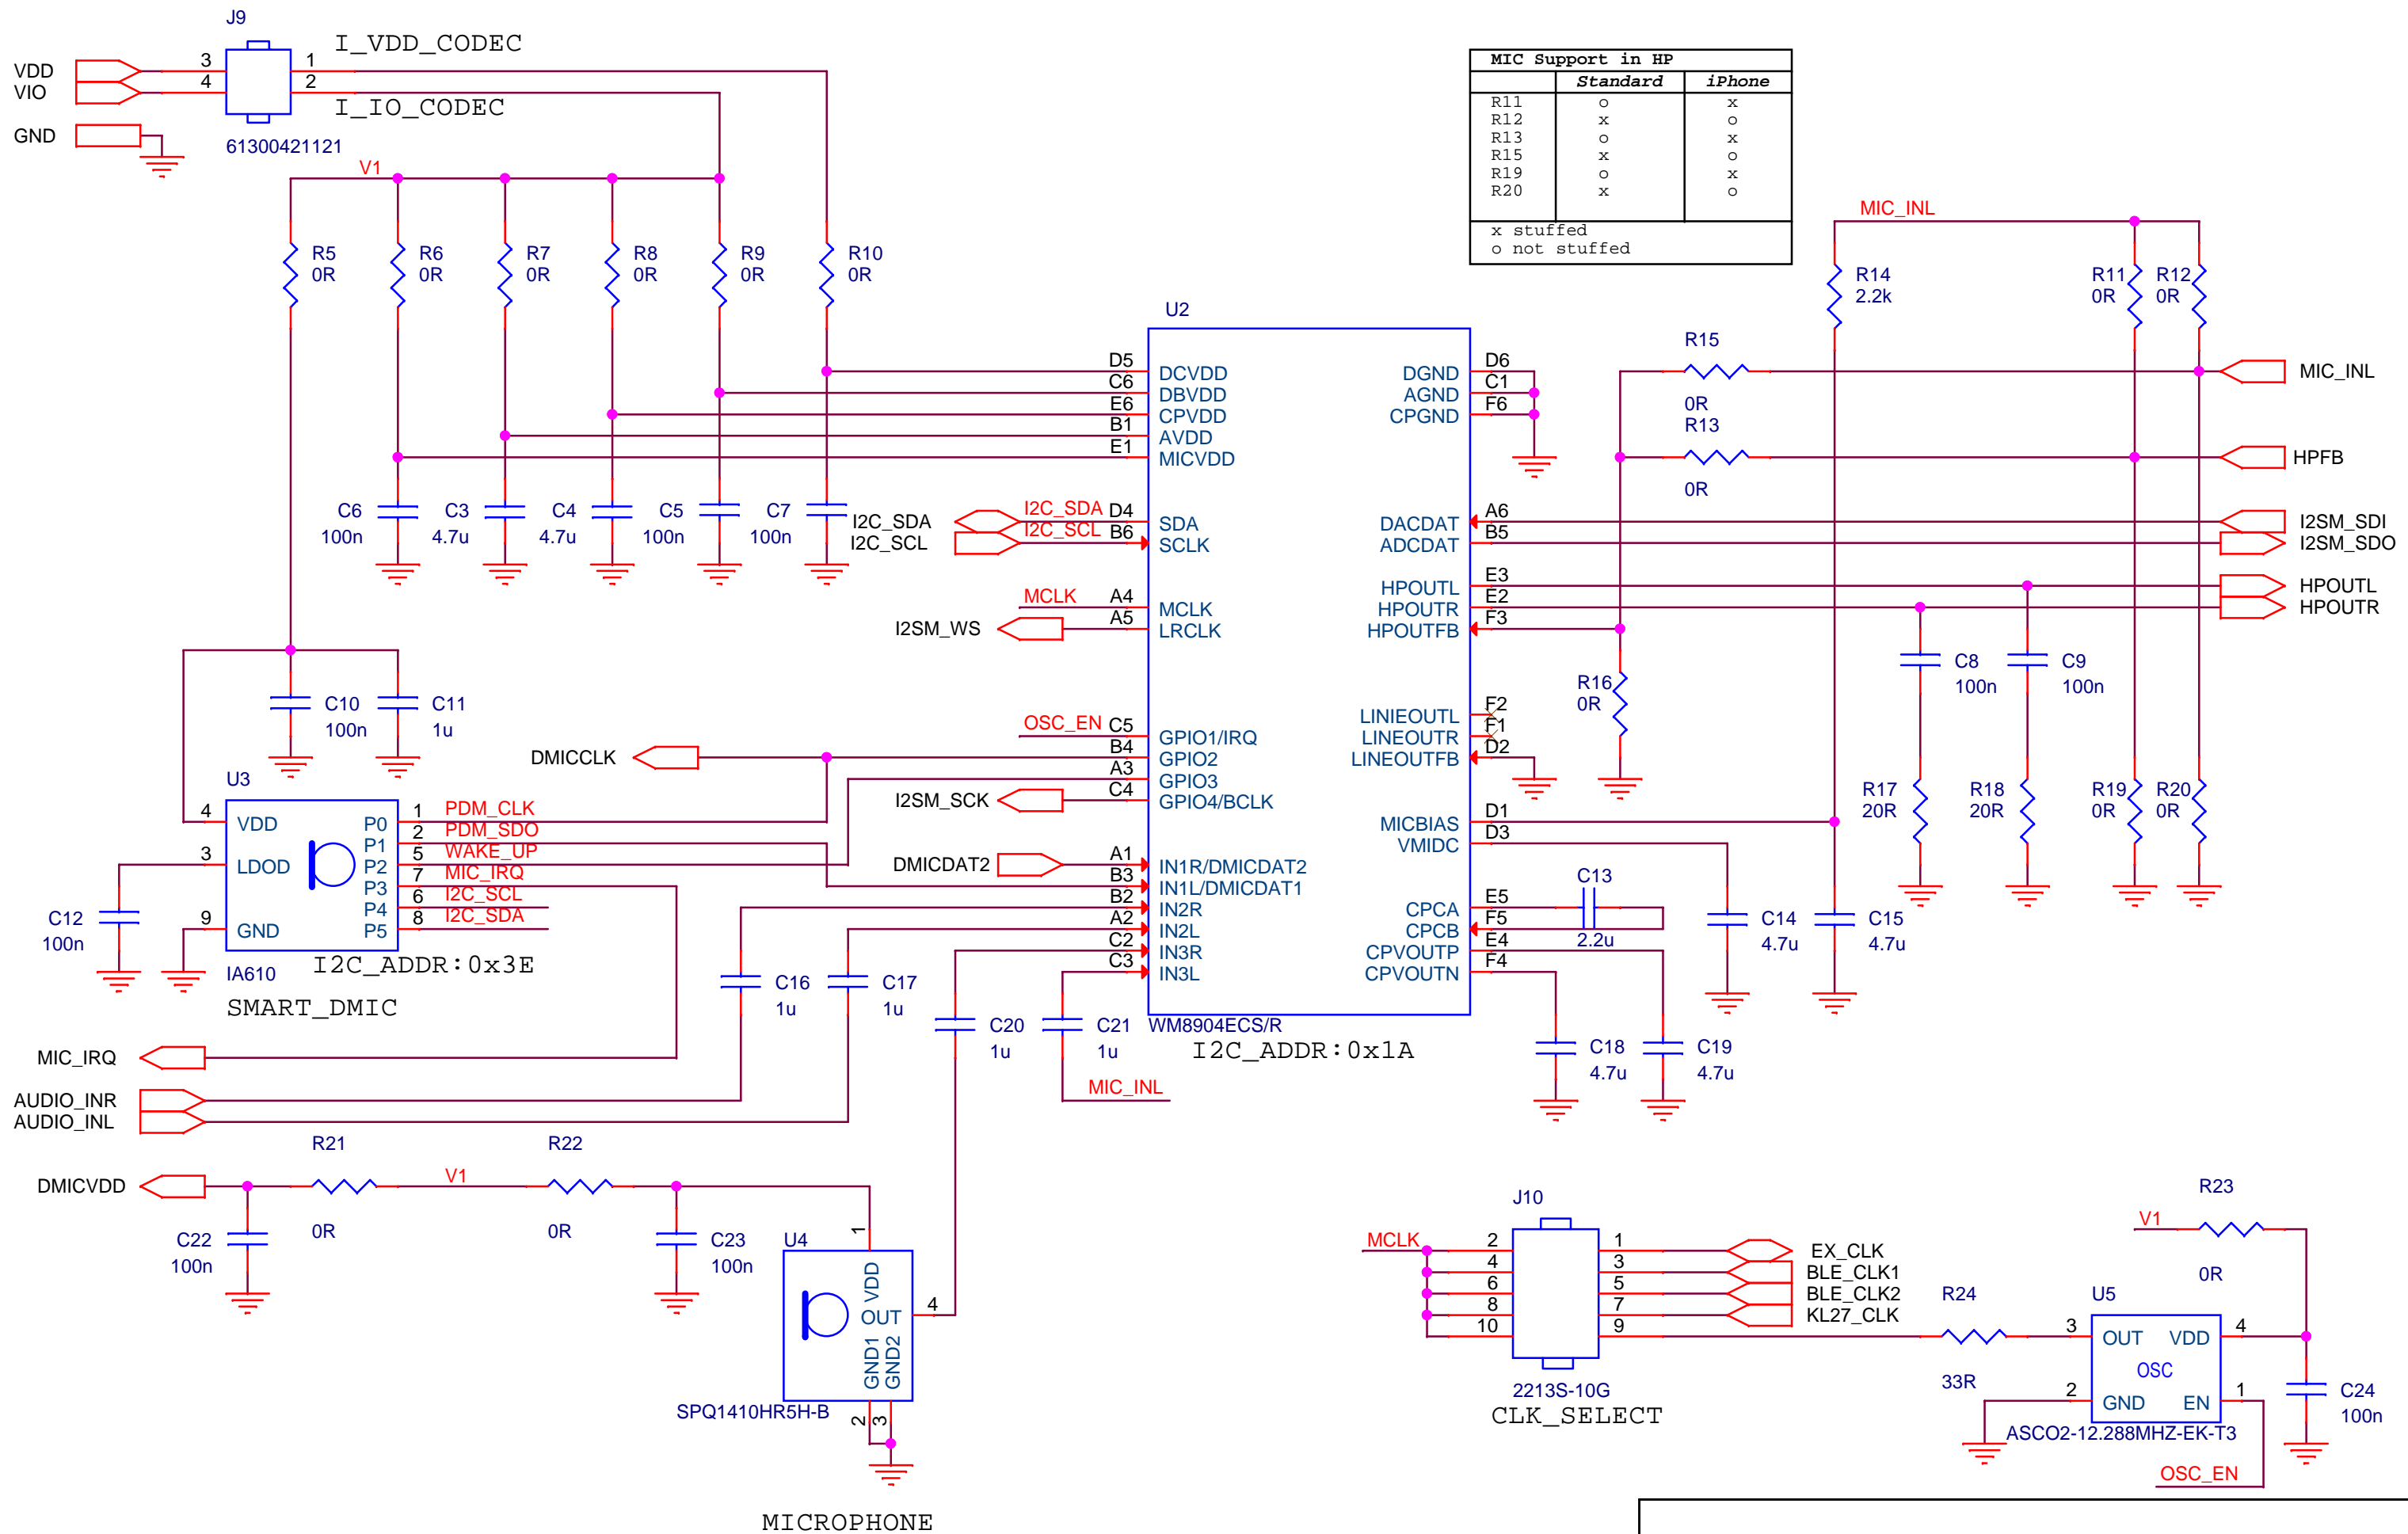 J9
I_VDD_CODEC
VDD
VIO
3
4
1
2
I_IO_CODEC
GND
61300421121
V1
MIC Support in HP
Standard iPhone
R11 o x
R12 x o
R13 o x
R15 x o
R19 o x
R20 x o
x stuffed
o not stuffed
R5
0R
R6
0R
R7
0R
R8
0R
R9
0R
R10
0R
MIC_INL
R14
2.2k
R11
0R
R12
0R
U2
D5 DCVDD
C6 DBVDD
E6 CPVDD
B1 AVDD
E1 MICVDD
D4 SDA
B6 SCLK
A4 MCLK
A5 LRCLK
C5 GPIO1/IRQ
B4 GPIO2
A3 GPIO3
C4 GPIO4/BCLK
A1 IN1R/DMICDAT2
B3 IN1L/DMICDAT1
B2 IN2R
A2 IN2L
C2 IN3R
C3 IN3L
DGND D6
AGND C1
CPGND F6
DACDAT A6
ADCDAT B5
HPOUTL E3
HPOUTR E2
HPOUTFB F3
LINIEOUTL F2
LINEOUTR F1
LINEOUTFB D2
MICBIAS D1
VMIDC D3
CPCA E5
CPCB F5
CPVOUTP E4
CPVOUTN F4
WM8904ECS/R
I2C_ADDR:0x1A
R15
0R
R13
0R
MIC_INL
HPFB
I2SM_SDI
I2SM_SDO
HPOUTL
HPOUTR
C6
100n
C3
4.7u
C4
4.7u
C5
100n
C7
100n
I2C_SDA
I2C_SCL
I2C_SDA
I2C_SCL
MCLK
I2SM_WS
OSC_EN
DMICCLK
I2SM_SCK
DMICDAT2
R16
0R
C8
100n
C9
100n
R17
20R
R18
20R
R19
0R
R20
0R
C10
100n
C11
1u
U3
4 VDD
3 LDOD
9 GND
P0 1 PDM_CLK
P1 2 PDM_SDO
P2 5 WAKE_UP
P3 7 MIC_IRQ
P4 6 I2C_SCL
P5 8 I2C_SDA
C12
100n
IA610
I2C_ADDR:0x3E
SMART_DMIC
C13
2.2u
C14
4.7u
C15
4.7u
C16
1u
C17
1u
C20
1u
C21
1u
C18
4.7u
C19
4.7u
MIC_INL
MIC_IRQ
AUDIO_INR
AUDIO_INL
R21
0R
R22
0R
DMICVDD
V1
C22
100n
C23
100n
U4
1
VDD
OUT 4
GND1
GND2
2
3
SPQ1410HR5H-B
MICROPHONE
J10
MCLK
2 1 EX_CLK
4 3 BLE_CLK1
6 5 BLE_CLK2
8 7 KL27_CLK
10 9
2213S-10G
CLK_SELECT
R23
V1
0R
R24
33R
U5
3 OUT VDD 4
OSC
2 GND EN 1
ASCO2-12.288MHZ-EK-T3
C24
100n
OSC_EN